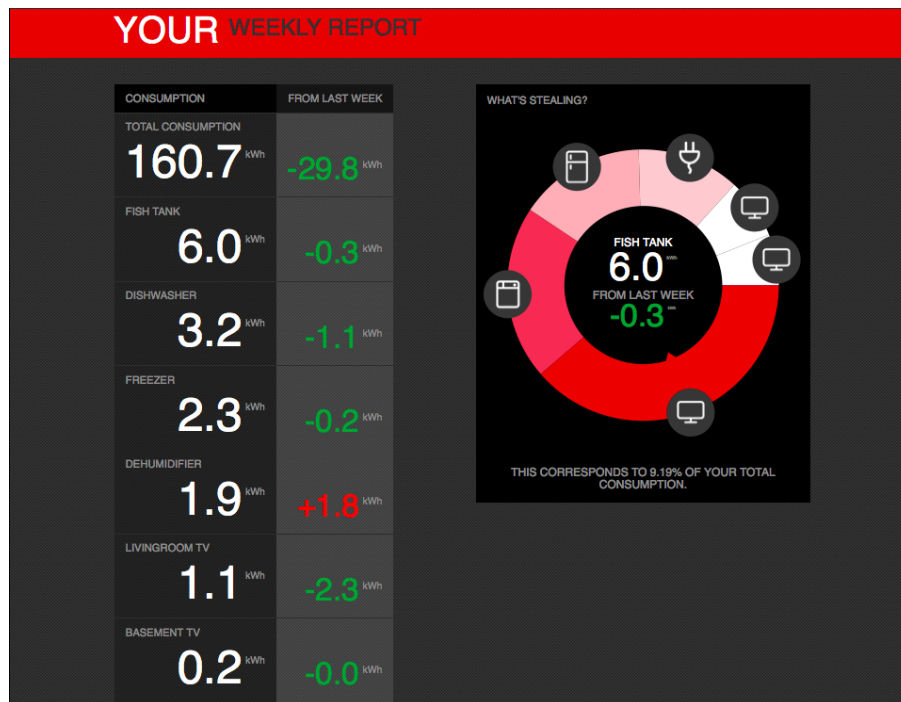 YOUR WEEKLY REPORT
CONSUMPTION FROM LAST WEEK
TOTAL CONSUMPTION
160.7 kWh -29.8 kWh
FISH TANK
6.0 kWh -0.3 kWh
DISHWASHER
3.2 kWh -1.1 kWh
FREEZER
2.3 kWh -0.2 kWh
DEHUMIDIFIER
1.9 kWh +1.8 kWh
LIVINGROOM TV
1.1 kWh -2.3 kWh
BASEMENT TV
0.2 kWh -0.0 kWh
WHAT'S STEALING?
FISH TANK
6.0 kWh
FROM LAST WEEK
-0.3
THIS CORRESPONDS TO 9.19% OF YOUR TOTAL
CONSUMPTION.